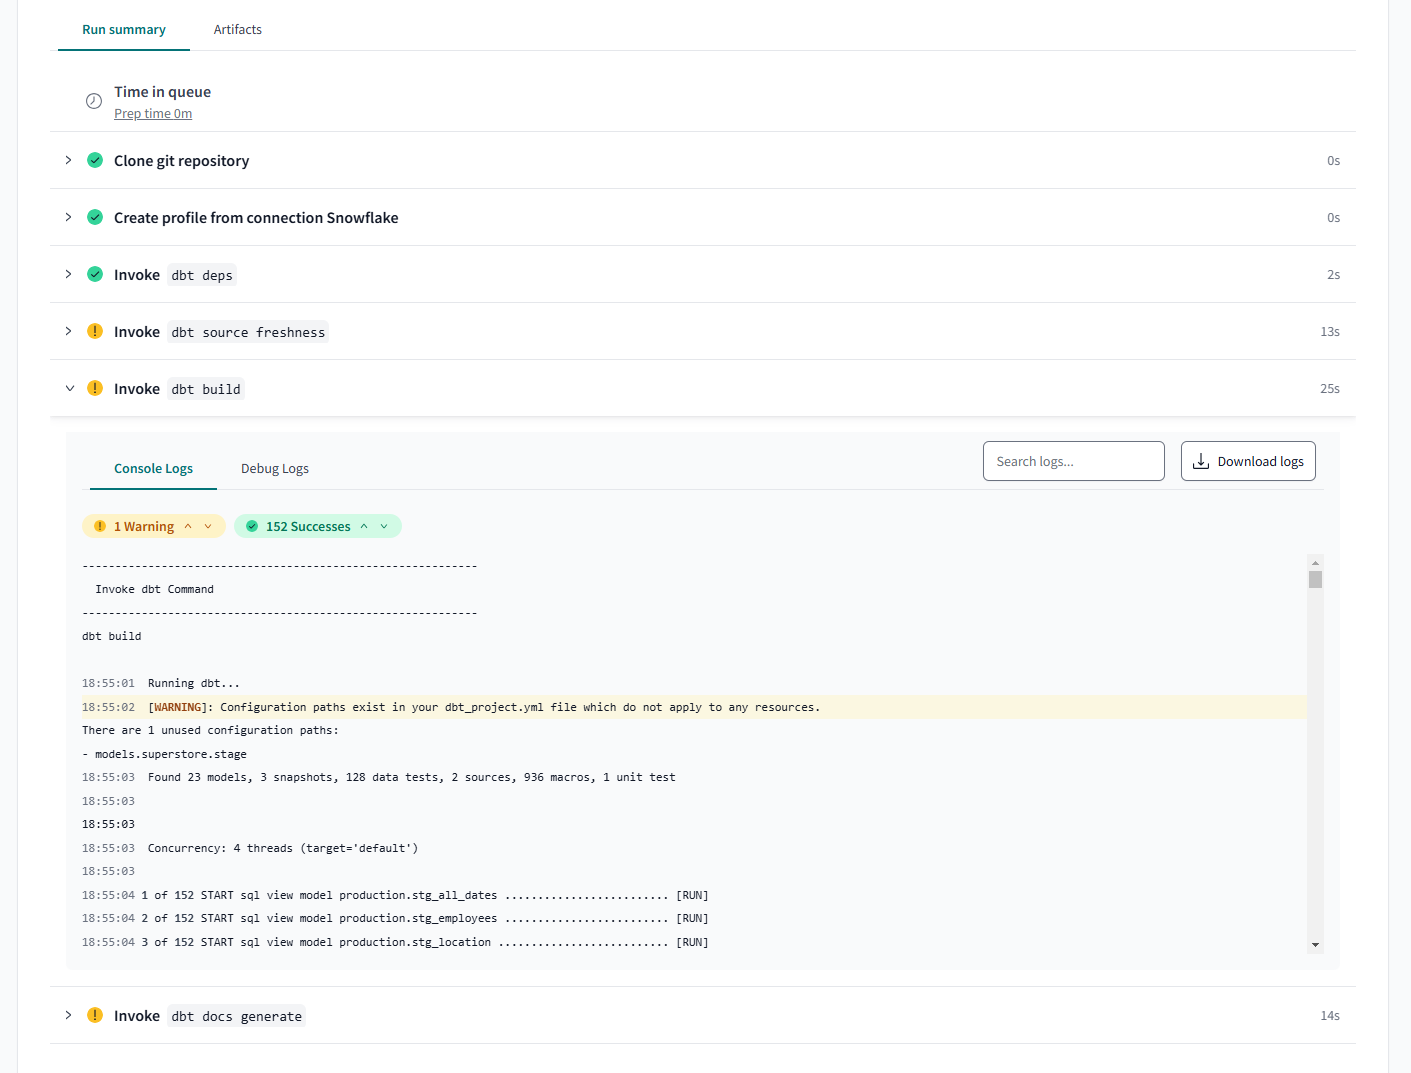 Run summary Artifacts
Time in queue
Prep time 0m
Clone git repository 0s
Create profile from connection Snowflake 0s
Invoke dbt deps 2s
Invoke dbt source freshness 13s
Invoke dbt build 25s
Console Logs Debug Logs Search logs... Download logs
1 Warning 152 Successes
------------------------------------------------------------
Invoke dbt Command
------------------------------------------------------------
dbt build
18:55:01 Running dbt...
18:55:02 [WARNING]: Configuration paths exist in your dbt_project.yml file which do not apply to any resources.
There are 1 unused configuration paths:
- models.superstore.stage
18:55:03 Found 23 models, 3 snapshots, 128 data tests, 2 sources, 936 macros, 1 unit test
18:55:03
18:55:03
18:55:03 Concurrency: 4 threads (target='default')
18:55:03
18:55:04 1 of 152 START sql view model production.stg_all_dates ......................... [RUN]
18:55:04 2 of 152 START sql view model production.stg_employees ......................... [RUN]
18:55:04 3 of 152 START sql view model production.stg_location .......................... [RUN]
Invoke dbt docs generate 14s